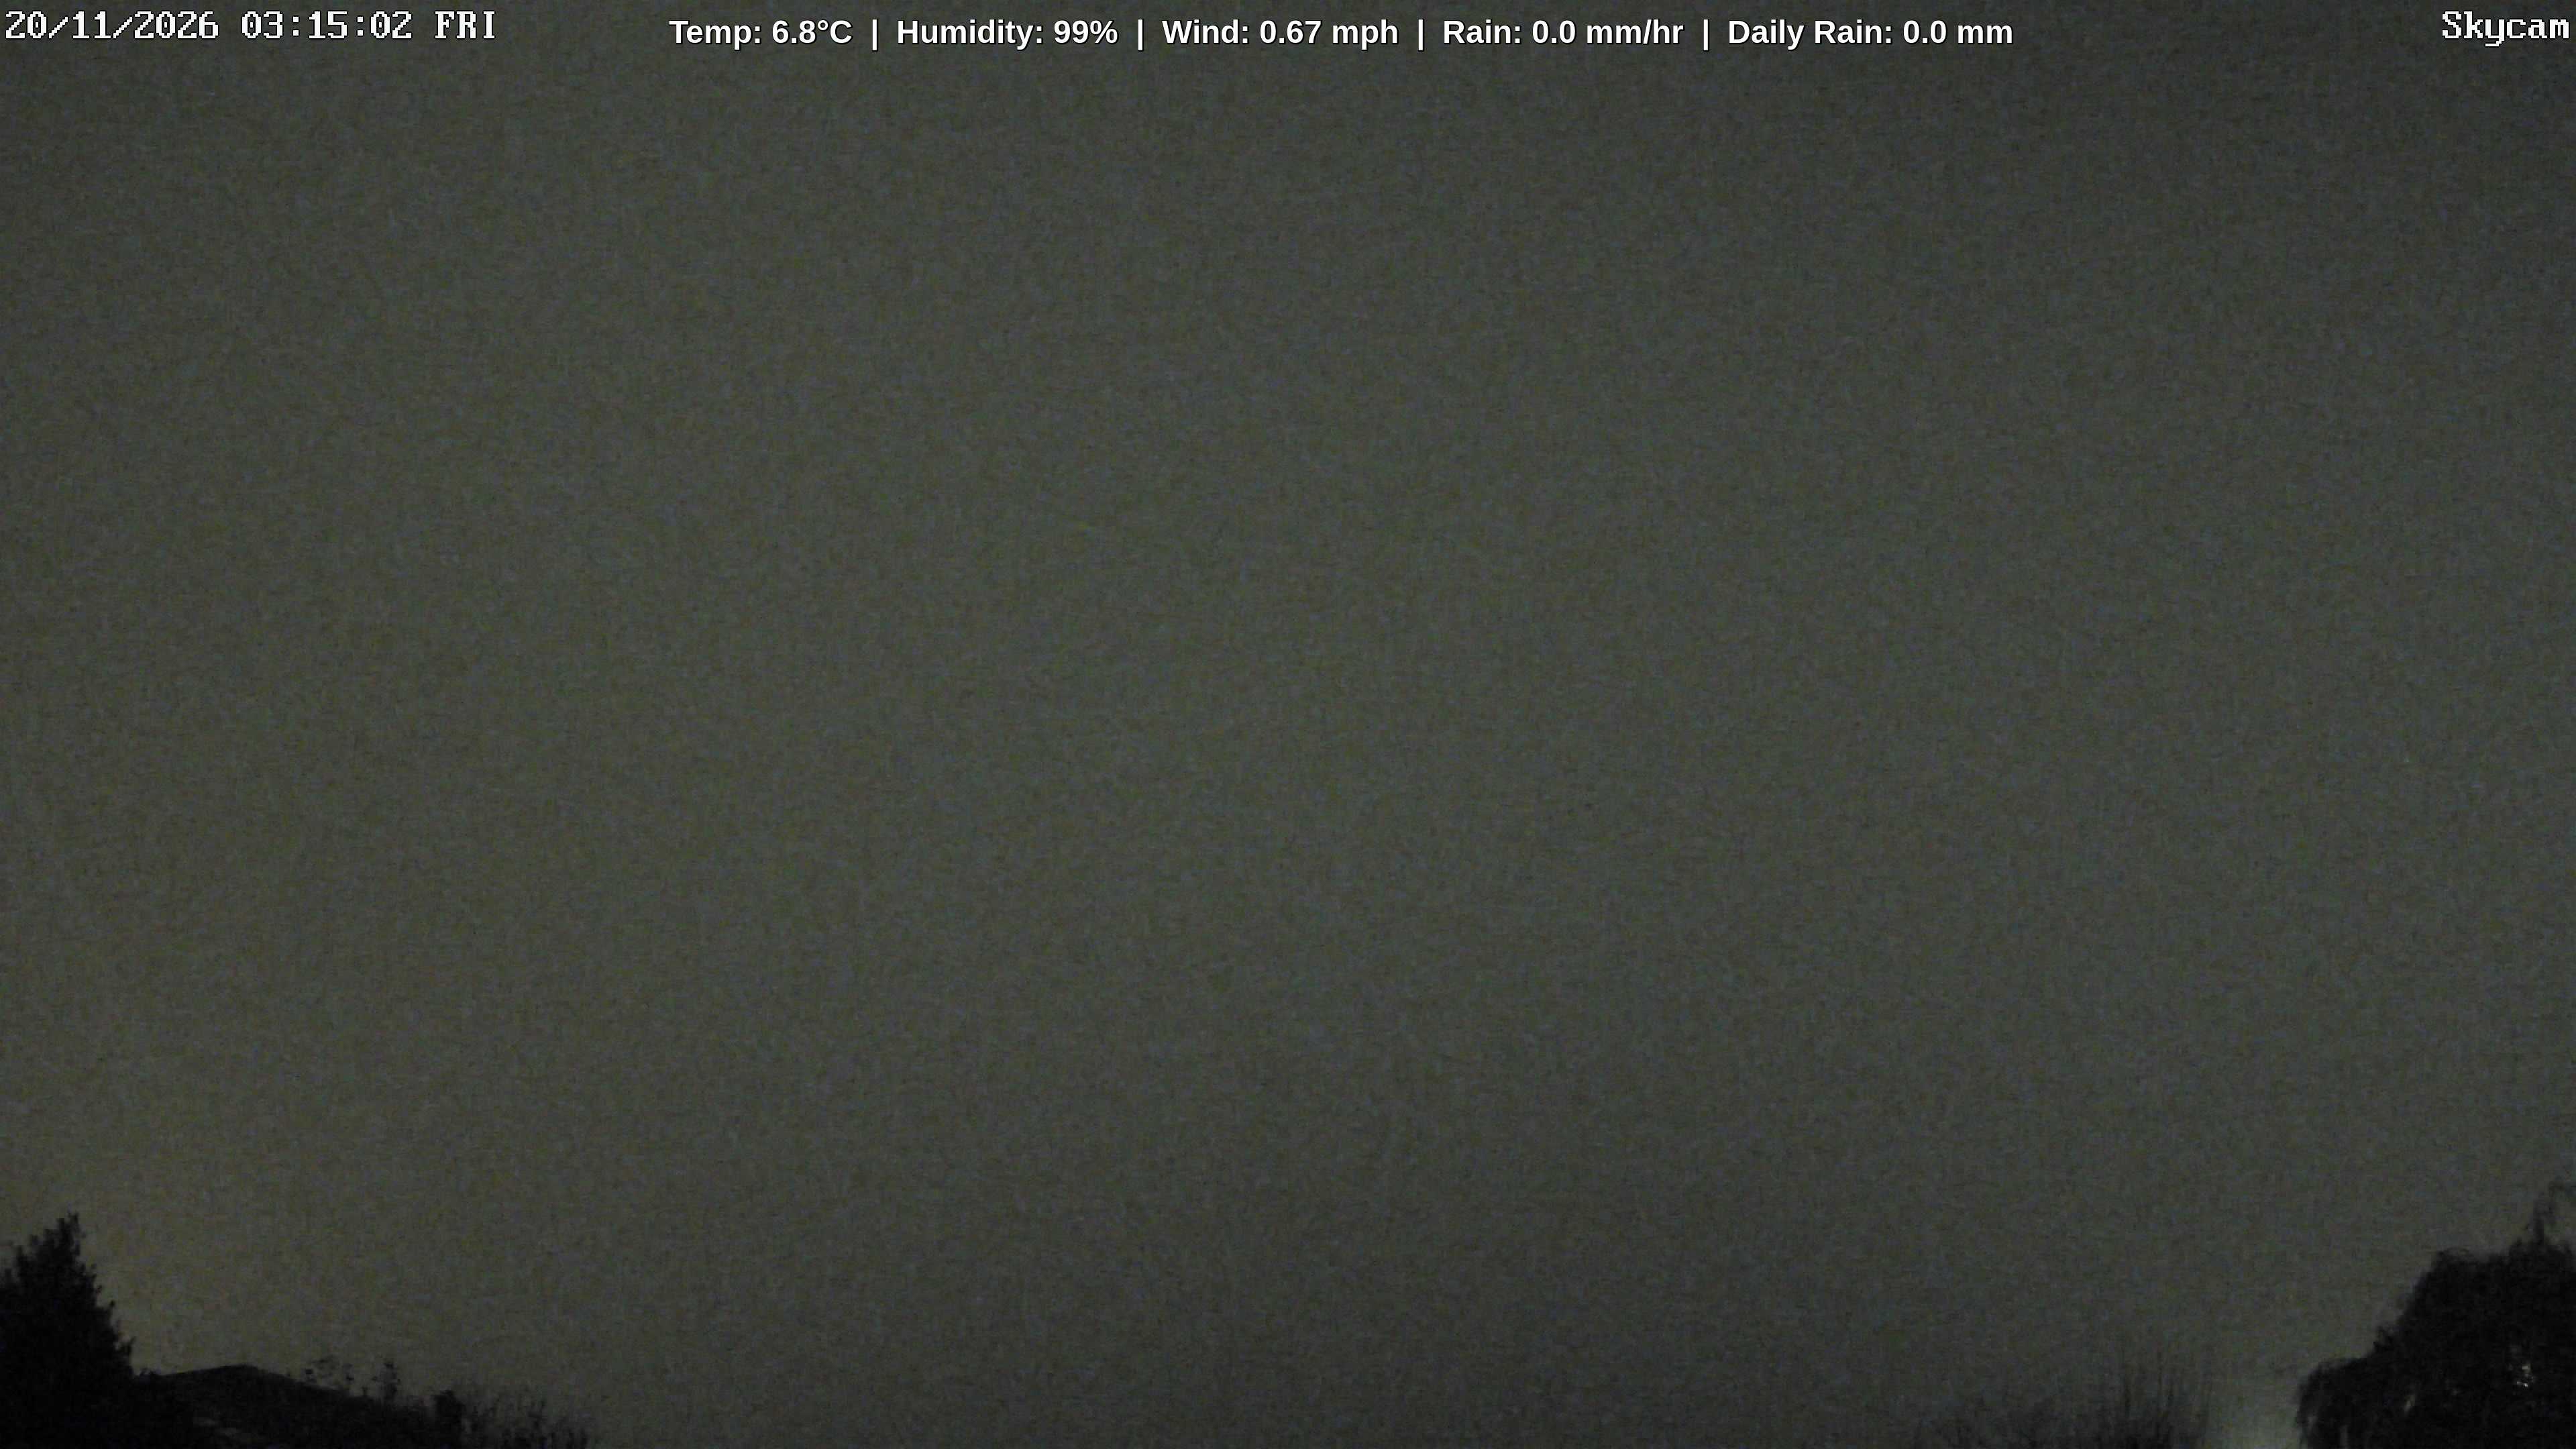 20/11/2026 03:15:02 FRI
Temp: 6.8°C | Humidity: 99% | Wind: 0.67 mph | Rain: 0.0 mm/hr | Daily Rain: 0.0 mm
Skycam